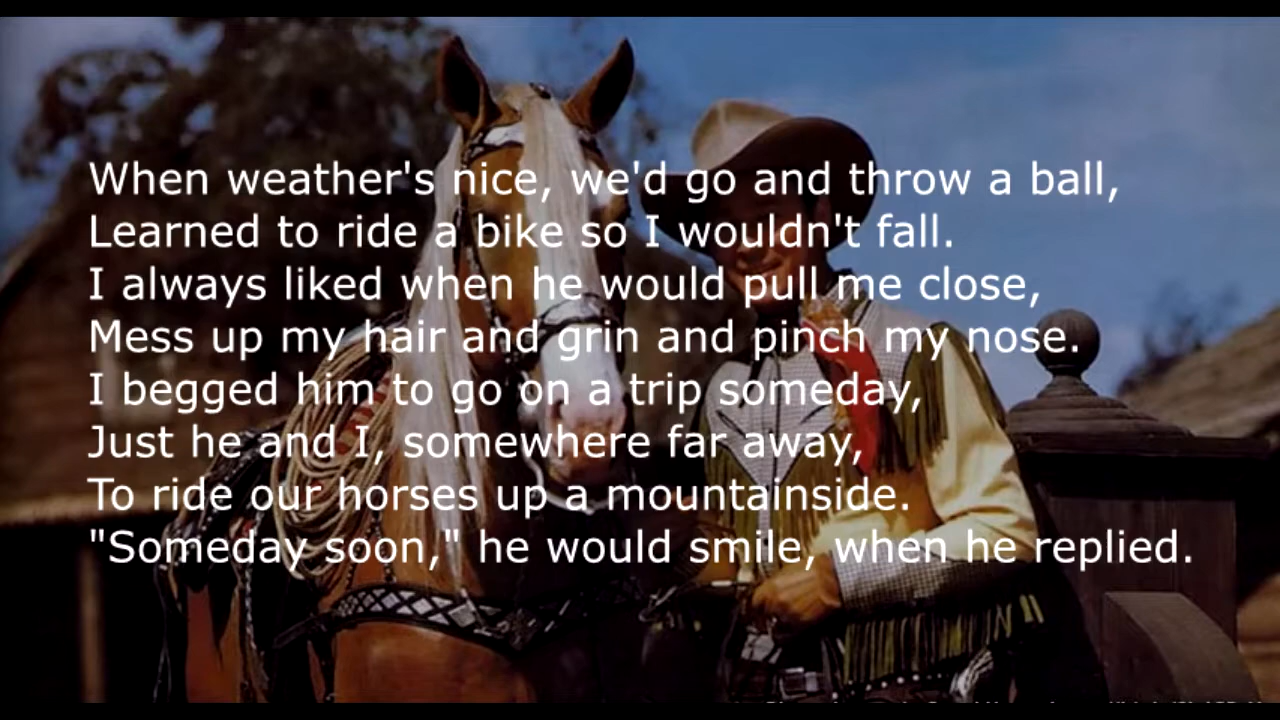 When weather's nice, we'd go and throw a ball,
Learned to ride a bike so I wouldn't fall.
I always liked when he would pull me close,
Mess up my hair and grin and pinch my nose.
I begged him to go on a trip someday,
Just he and I, somewhere far away,
To ride our horses up a mountainside.
"Someday soon," he would smile, when he replied.